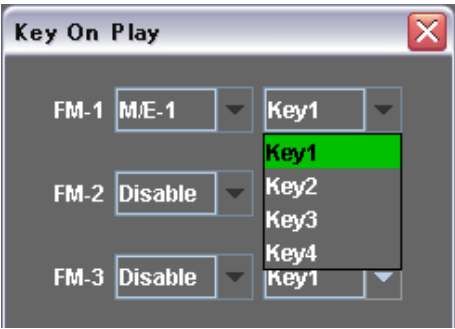 Key On Play
FM-1 M/E-1 Key1
Key1
Key2
FM-2 Disable
Key3
Key4
FM-3 Disable Key1